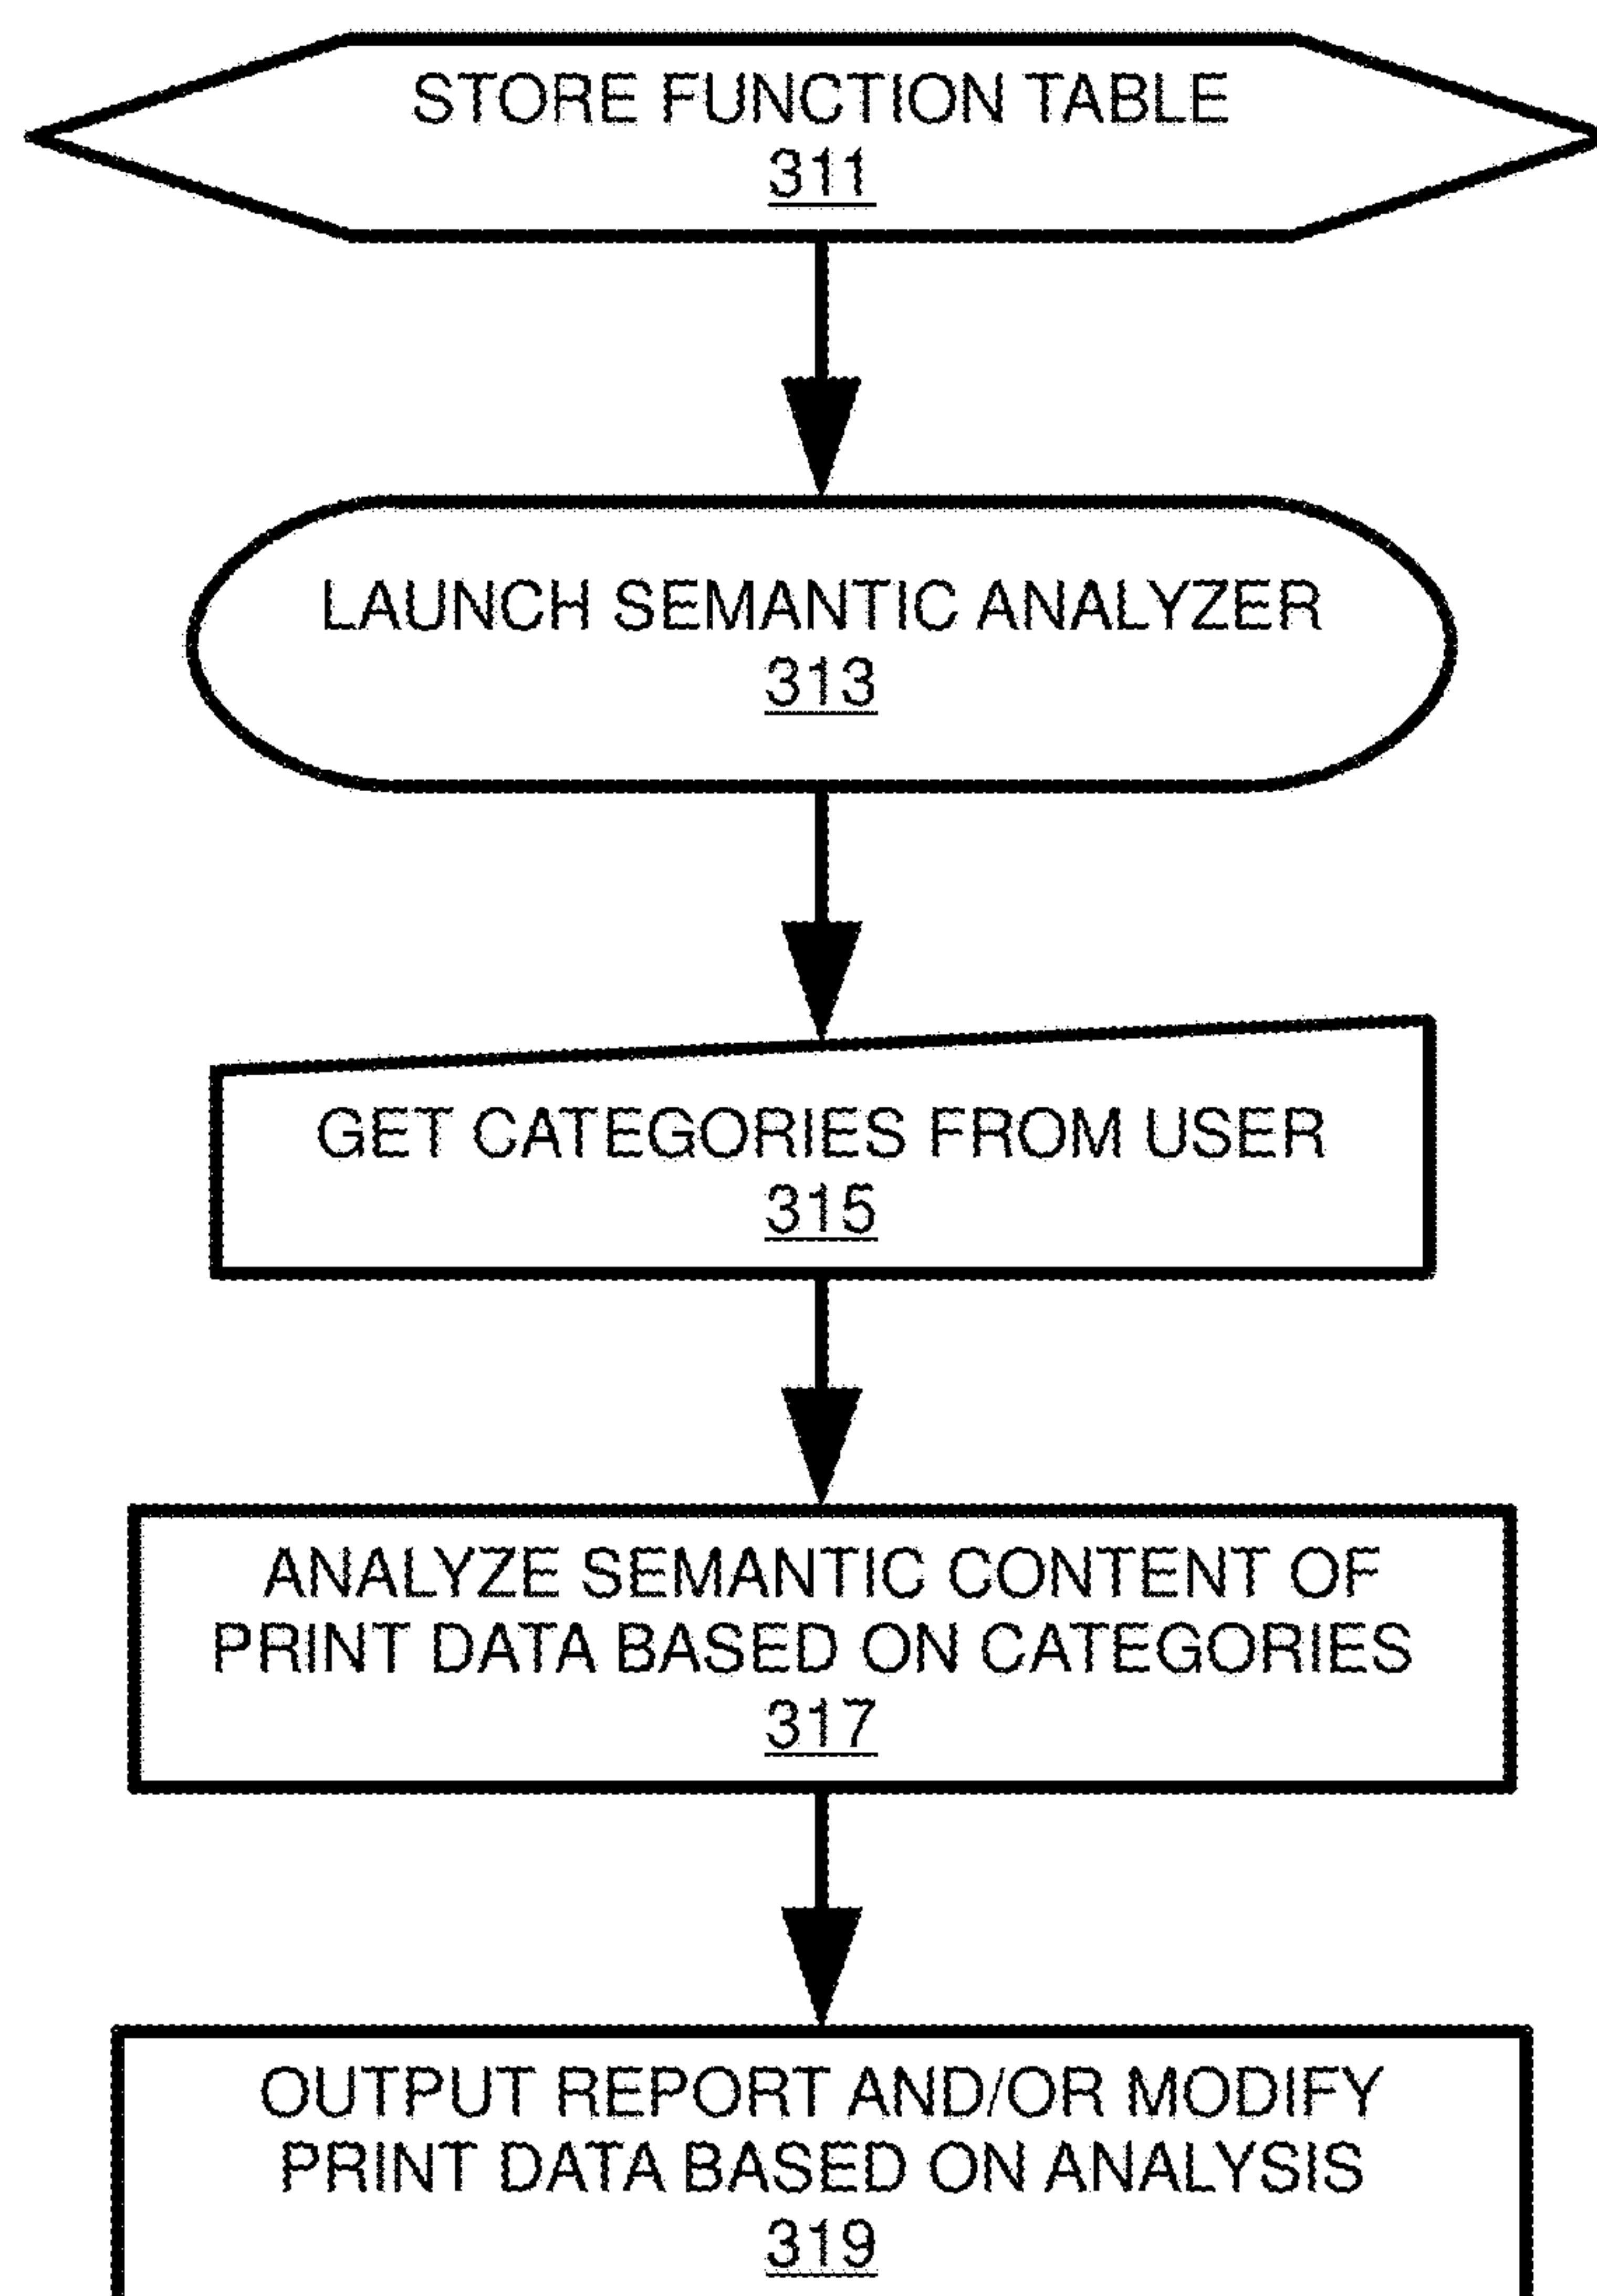 STORE FUNCTION TABLE
311
LAUNCH SEMANTIC ANALYZER
313
GET CATEGORIES FROM USER
315
ANALYZE SEMANTIC CONTENT OF
PRINT DATA BASED ON CATEGORIES
317
OUTPUT REPORT AND/OR MODIFY
PRINT DATA BASED ON ANALYSIS
319